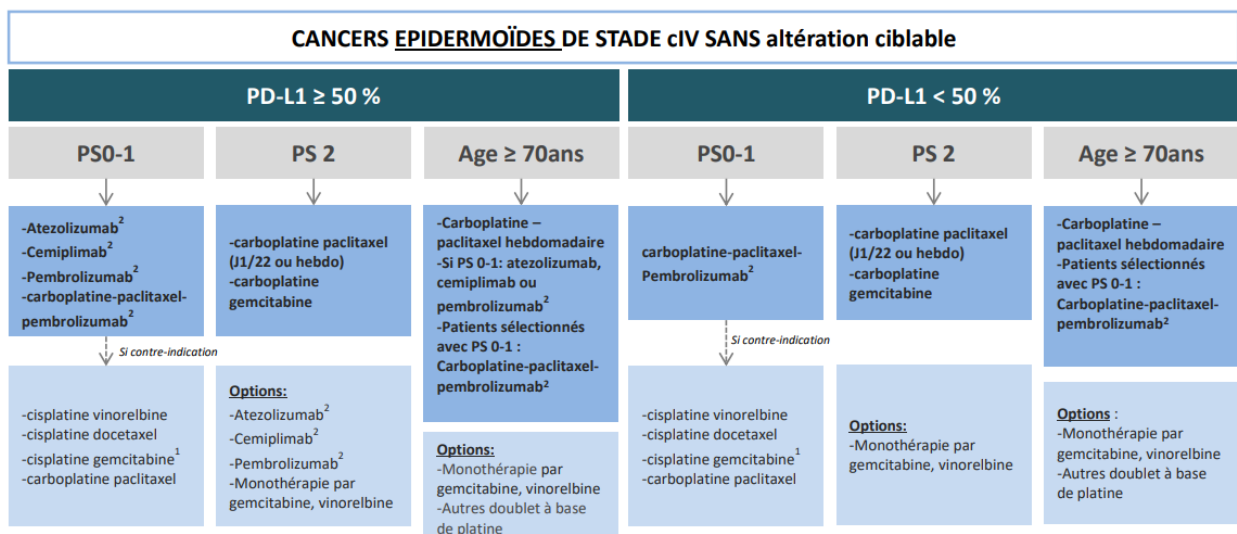 CANCERS EPIDERMOÏDES DE STADE cIV SANS altération ciblable
PD-L1 ≥ 50 %
PD-L1 < 50 %
PS0-1
PS 2
Age ≥ 70ans
PS0-1
PS 2
Age ≥ 70ans
-Atezolizumab²
-Cemiplimab²
-Pembrolizumab²
-carboplatine-paclitaxel-
pembrolizumab²
Si contre-indication
-cisplatine vinorelbine
-cisplatine docetaxel
-cisplatine gemcitabine¹
-carboplatine paclitaxel
-carboplatine paclitaxel
(J1/22 ou hebdo)
-carboplatine
gemcitabine
Options:
-Atezolizumab²
-Cemiplimab²
-Pembrolizumab²
-Monothérapie par
gemcitabine, vinorelbine
-Carboplatine –
paclitaxel hebdomadaire
-Si PS 0-1: atezolizumab,
cemiplimab ou
pembrolizumab²
-Patients sélectionnés
avec PS 0-1 :
Carboplatine-paclitaxel-
pembrolizumab²
Options:
-Monothérapie par
gemcitabine, vinorelbine
-Autres doublet à base
de platine
carboplatine-paclitaxel-
Pembrolizumab²
Si contre-indication
-cisplatine vinorelbine
-cisplatine docetaxel
-cisplatine gemcitabine¹
-carboplatine paclitaxel
-carboplatine paclitaxel
(J1/22 ou hebdo)
-carboplatine
gemcitabine
Options:
-Monothérapie par
gemcitabine, vinorelbine
-Carboplatine –
paclitaxel hebdomadaire
-Patients sélectionnés
avec PS 0-1 :
Carboplatine-paclitaxel-
pembrolizumab²
Options :
-Monothérapie par
gemcitabine, vinorelbine
-Autres doublet à base
de platine